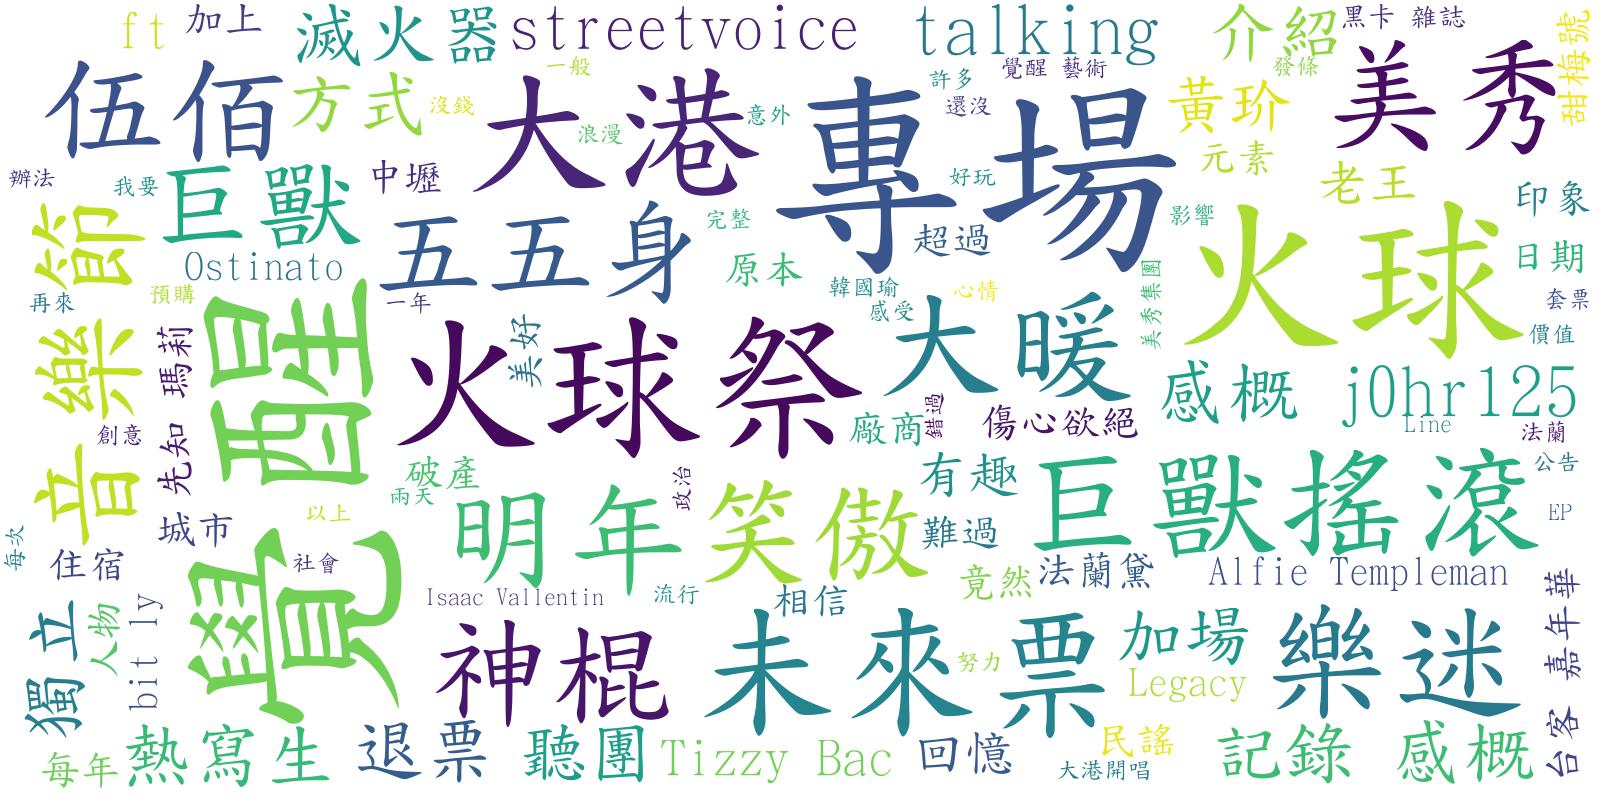 ft
加上
滅火器
streetvoice
talking
介紹
黑卡 雜誌
甜梅號
伍佰
方式
一般
沒錢
大港
浪漫
意外
專場
許多
覺醒 藝術
還沒
發條
黃玠
美秀
辦法
我要
巨獸
中壢
好玩
元素
老王
印象
音樂節
五五身
完整
超過
影響
火球
日期
Ostinato
原本
韓國瑜
感受
心情
美秀集團
套票
價值
再來
預購
一年
覺醒
先知 瑪莉
火球祭
美好
大暖
感概
j0hr125
Line
法蘭
創意
廠商
錯過
傷心欲絕
公告
破產
兩天
政治
有趣
巨獸搖滾
EP
以上
城市
明年
笑傲
難過
每次
住宿
社會
竟然
法蘭黛
Alfie Templeman
Isaac Vallentin
流行
相信
獨立
人物
bit ly
神棍
未來票
努力
加場
Legacy
樂迷
台客 嘉年華
每年
熱寫生
退票
聽團
Tizzy Bac
回憶
民謠
大港開唱
記錄 感概